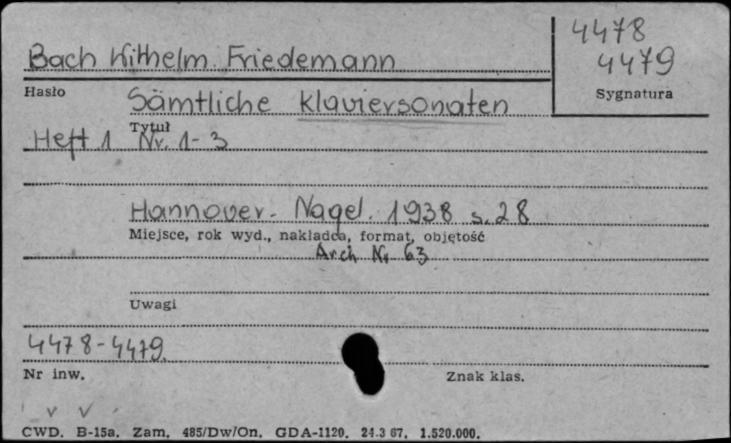 4478
Bach Wilhelm. Friedemann 4479
Hasło Sygnatura
Sämtliche Klaviersonaten
Tytuł
Heft 1 Nr. 1-3
Hannover. Nagel. 1938 s. 28
Miejsce, rok wyd., nakładca, format, objętość
Arch Nr 63
Uwagi
4478-4479.
Nr inw. Znak klas.
CWD. B-15a. Zam. 485/Dw/On. GDA-1120. 24.3 67. 1.520.000.